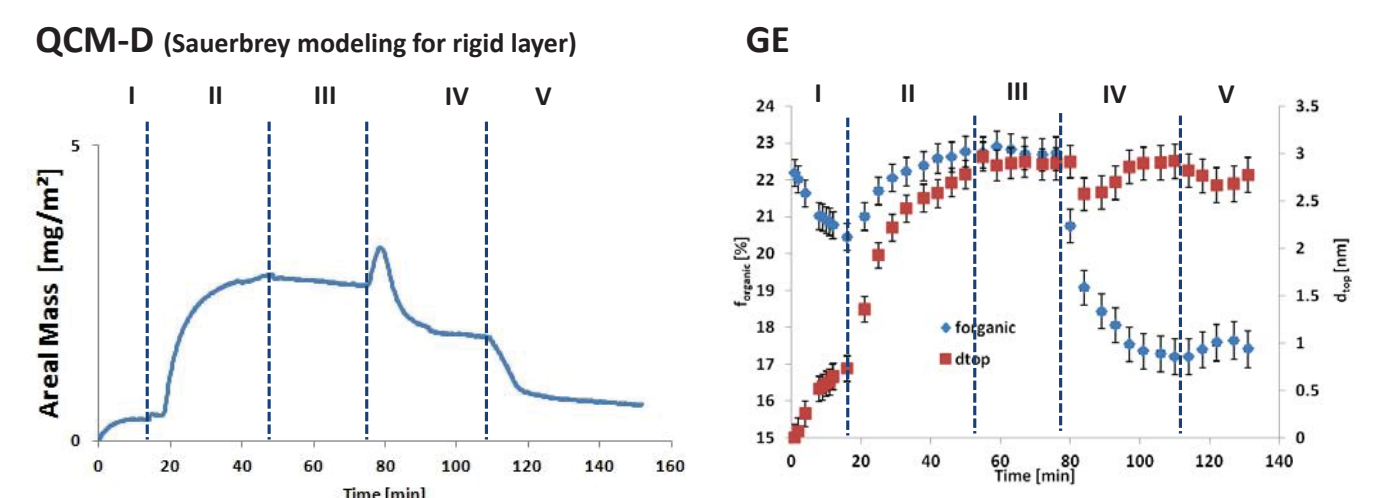 QCM-D (Sauerbrey modeling for rigid layer)
I II III IV V
Areal Mass [mg/m²]
5
0
0 20 40 60 80 100 120 140 160
Time [min]
GE
I II III IV V
24
23
22
21
20
19
18
17
16
15
forganic [%]
3.5
3
2.5
2
1.5
1
0.5
0
dtop [nm]
forganic
dtop
0 20 40 60 80 100 120 140
Time [min]